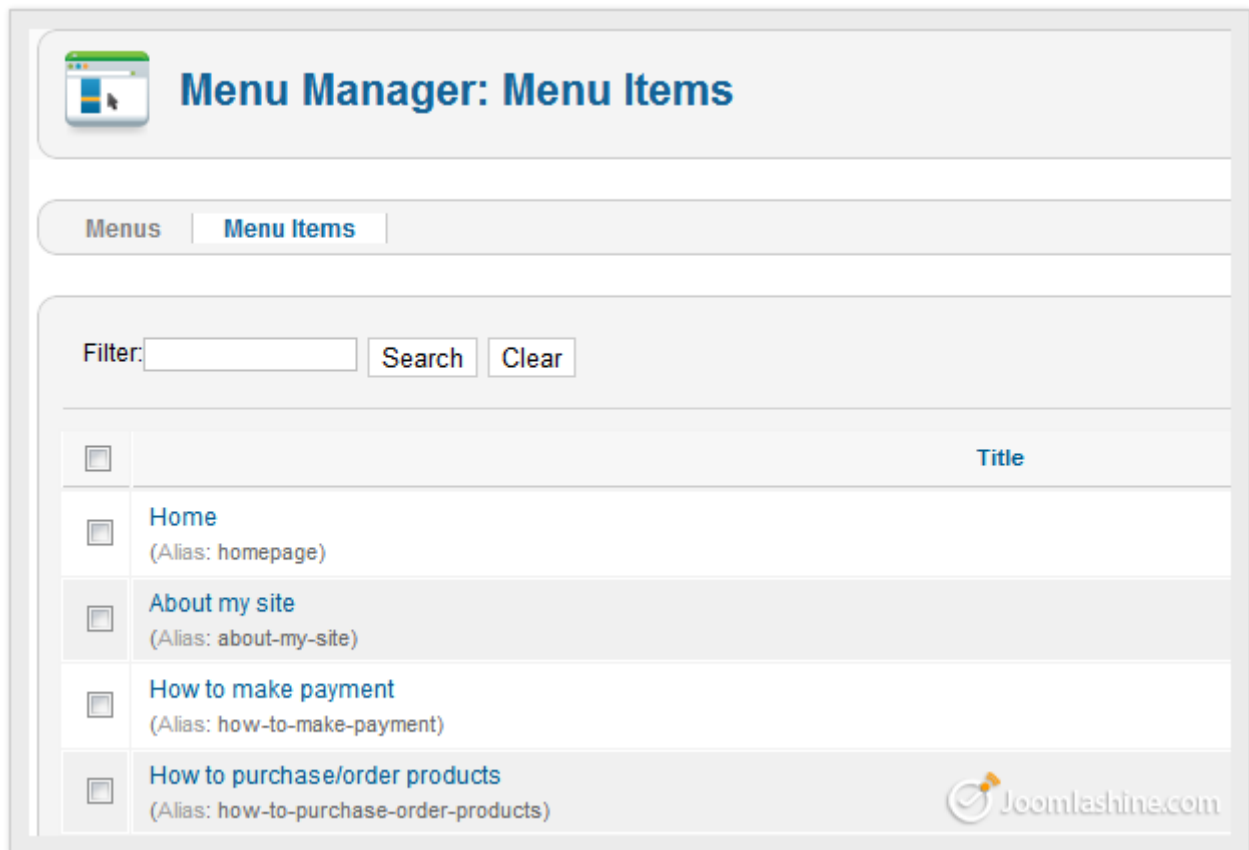 Menu Manager: Menu Items
Menus Menu Items
Filter: Search Clear
Title
Home
(Alias: homepage)
About my site
(Alias: about-my-site)
How to make payment
(Alias: how-to-make-payment)
How to purchase/order products
(Alias: how-to-purchase-order-products)
Joomlashine.com